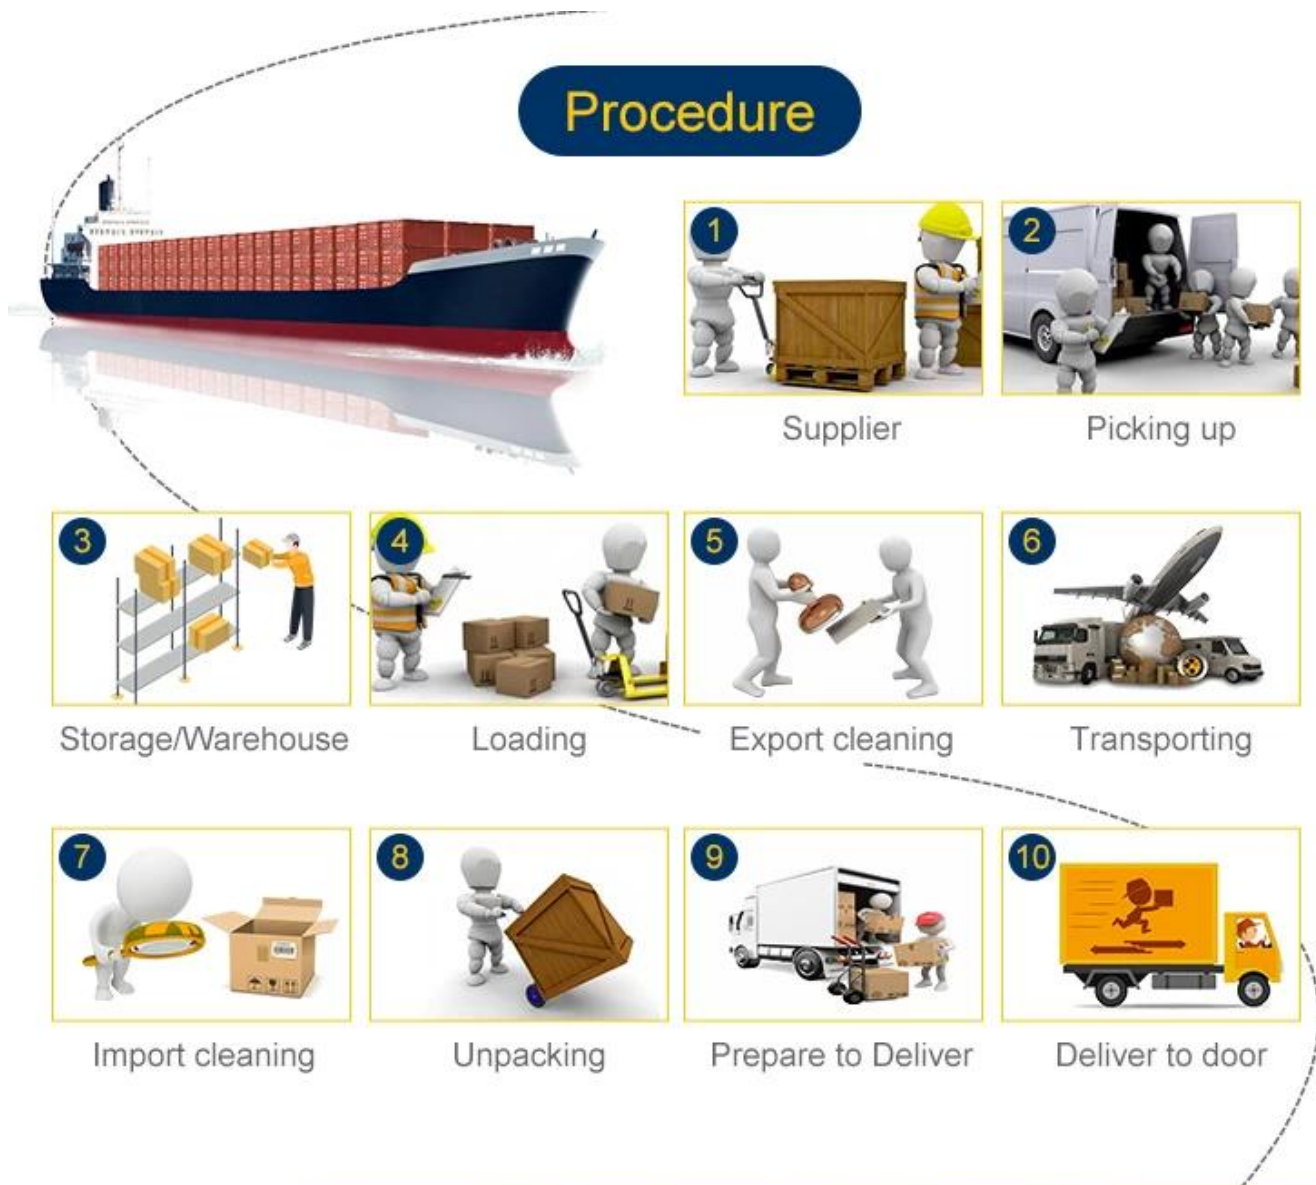 Procedure
1
2
Supplier
Picking up
3
4
5
6
Storage/Warehouse
Loading
Export cleaning
Transporting
7
8
9
10
Import cleaning
Unpacking
Prepare to Deliver
Deliver to door